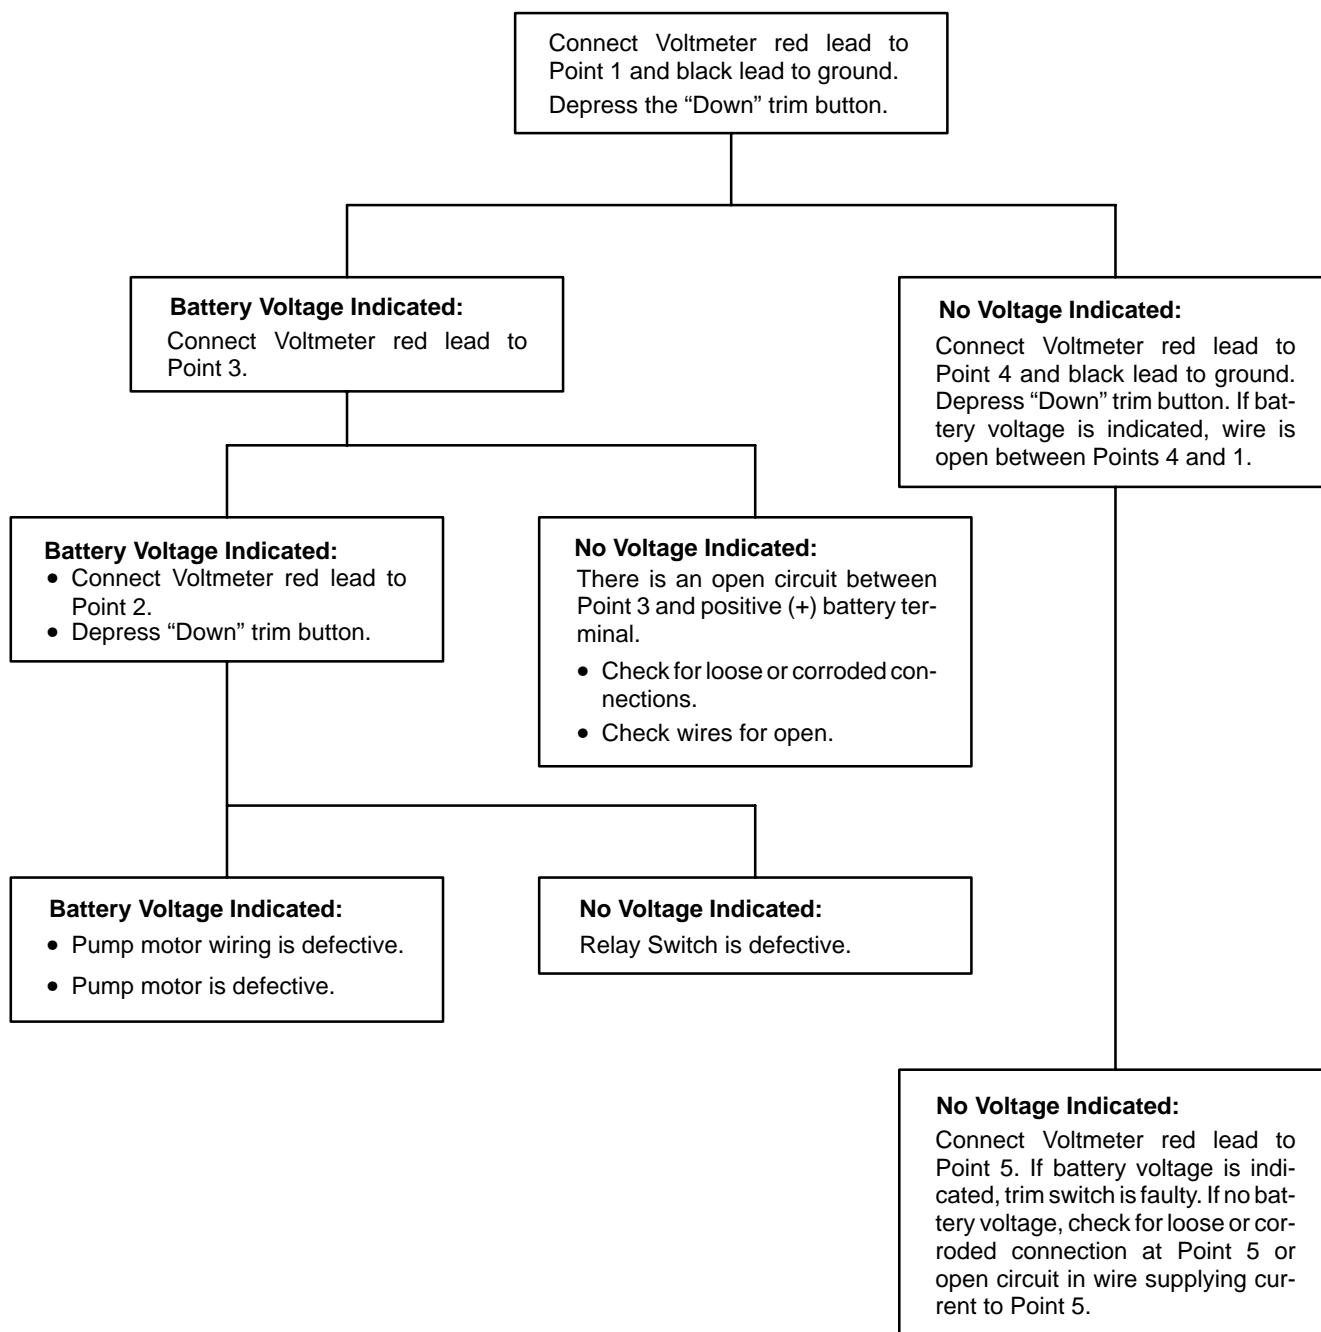 Connect Voltmeter red lead to
Point 1 and black lead to ground.
Depress the “Down” trim button.
Battery Voltage Indicated:
Connect Voltmeter red lead to
Point 3.
No Voltage Indicated:
Connect Voltmeter red lead to
Point 4 and black lead to ground.
Depress “Down” trim button. If bat-
tery voltage is indicated, wire is
open between Points 4 and 1.
Battery Voltage Indicated:
• Connect Voltmeter red lead to
Point 2.
• Depress “Down” trim button.
No Voltage Indicated:
There is an open circuit between
Point 3 and positive (+) battery ter-
minal.
• Check for loose or corroded con-
nections.
• Check wires for open.
Battery Voltage Indicated:
• Pump motor wiring is defective.
• Pump motor is defective.
No Voltage Indicated:
Relay Switch is defective.
No Voltage Indicated:
Connect Voltmeter red lead to
Point 5. If battery voltage is indi-
cated, trim switch is faulty. If no bat-
tery voltage, check for loose or cor-
roded connection at Point 5 or
open circuit in wire supplying cur-
rent to Point 5.